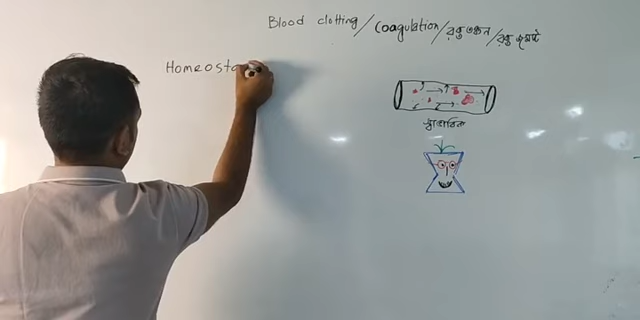 Blood clotting / Coagulation / রক্ত তঞ্চন / রক্ত জমাট
Homeosta
স্বাভাবিক